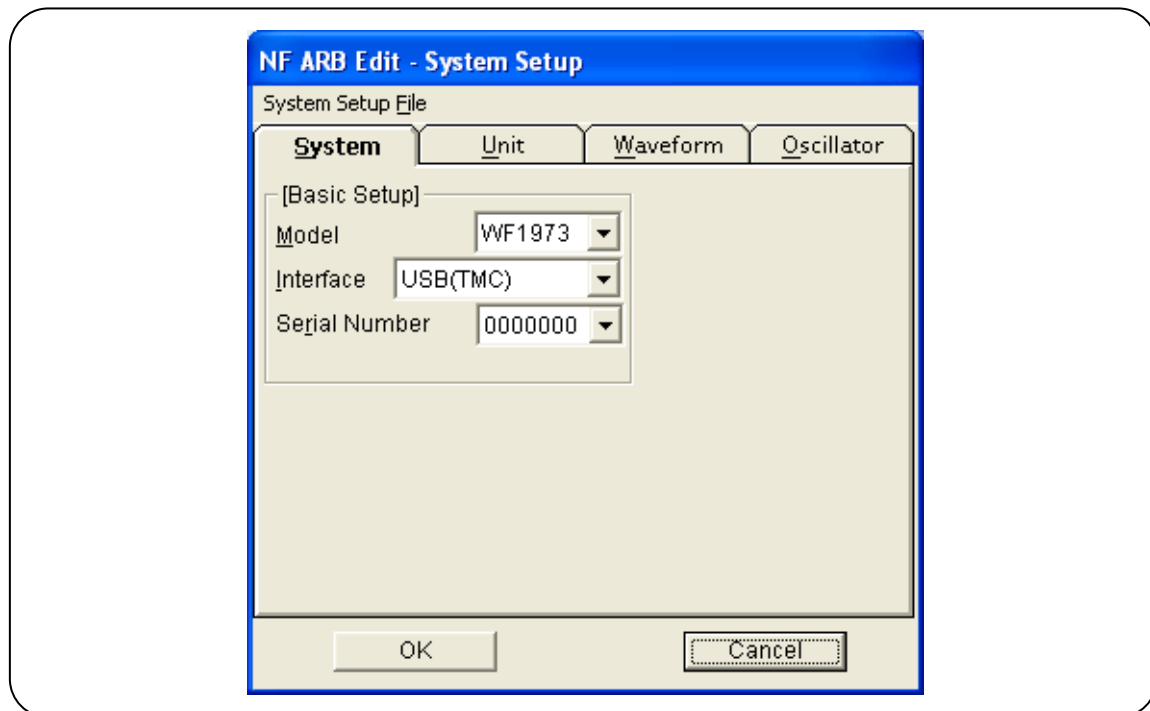 NF ARB Edit - System Setup
System Setup File
System Unit Waveform Oscillator
[Basic Setup]
Model WF1973
Interface USB(TMC)
Serial Number 0000000
OK Cancel